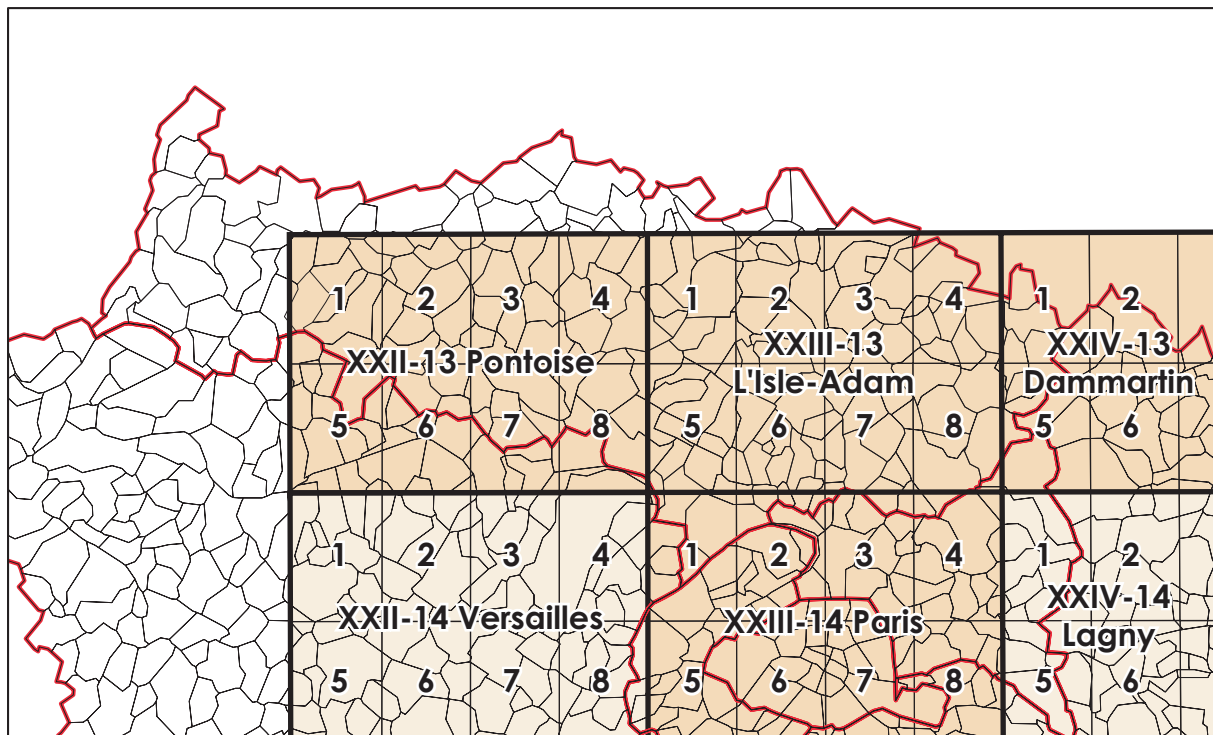 1 2 3 4 1 2 3 4 1 2
XXII-13 Pontoise
XXIII-13
L'Isle-Adam
XXIV-13
Dammartin
5 6 7 8 5 6 7 8 5 6
1 2 3 4 1 2 3 4 1 2
XXII-14 Versailles
XXIII-14 Paris
XXIV-14
Lagny
5 6 7 8 5 6 7 8 5 6